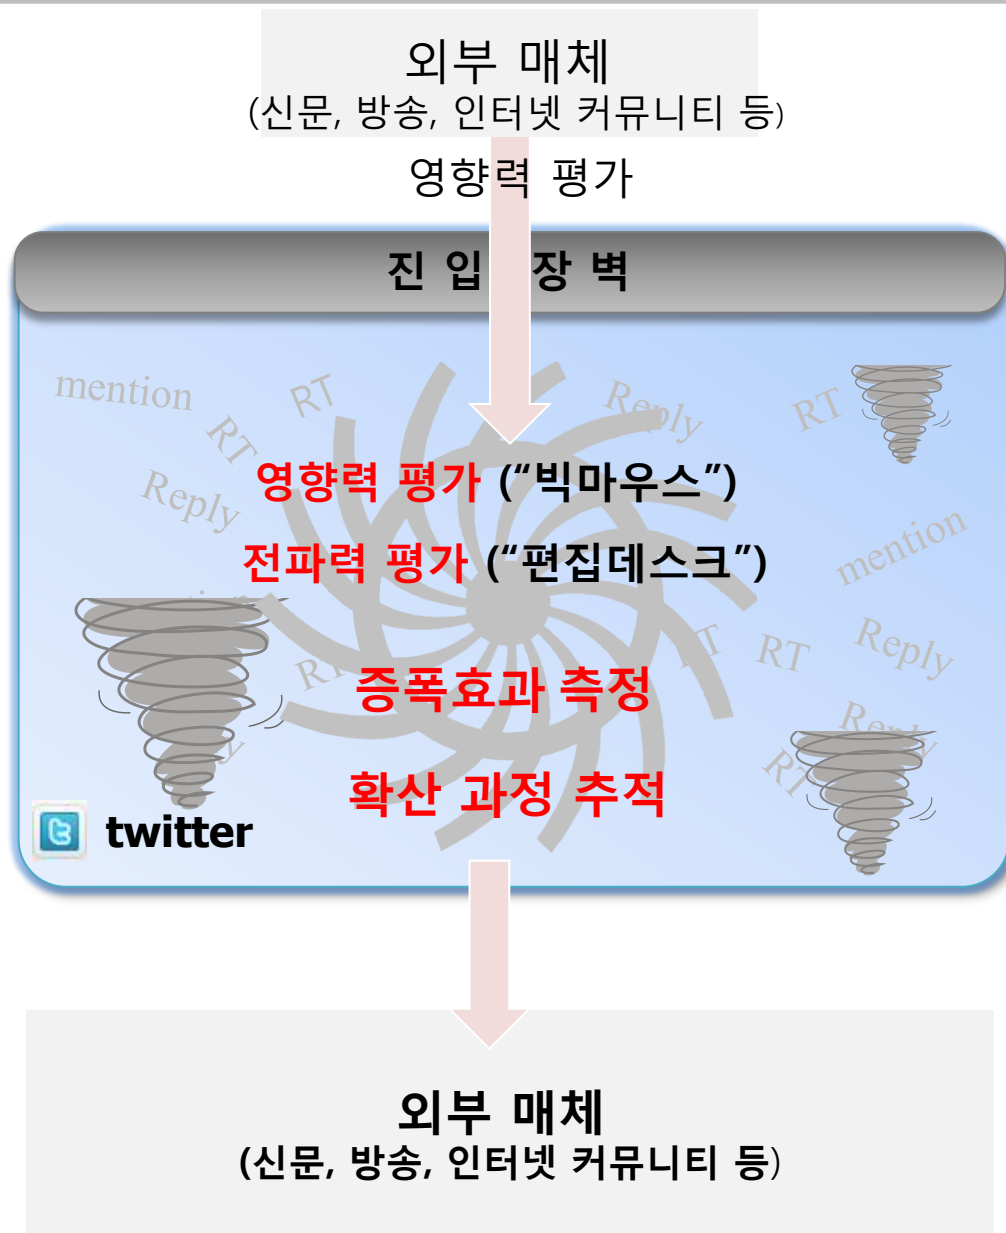 외부 매체
(신문, 방송, 인터넷 커뮤니티 등)
영향력 평가
진 입 장 벽
mention
RT
RT
Reply
RT
Reply
영향력 평가 (“빅마우스”)
전파력 평가 (“편집데스크”)
mention
RT
RT
Reply
증폭효과 측정
Reply
RT
확산 과정 추적
twitter
외부 매체
(신문, 방송, 인터넷 커뮤니티 등)